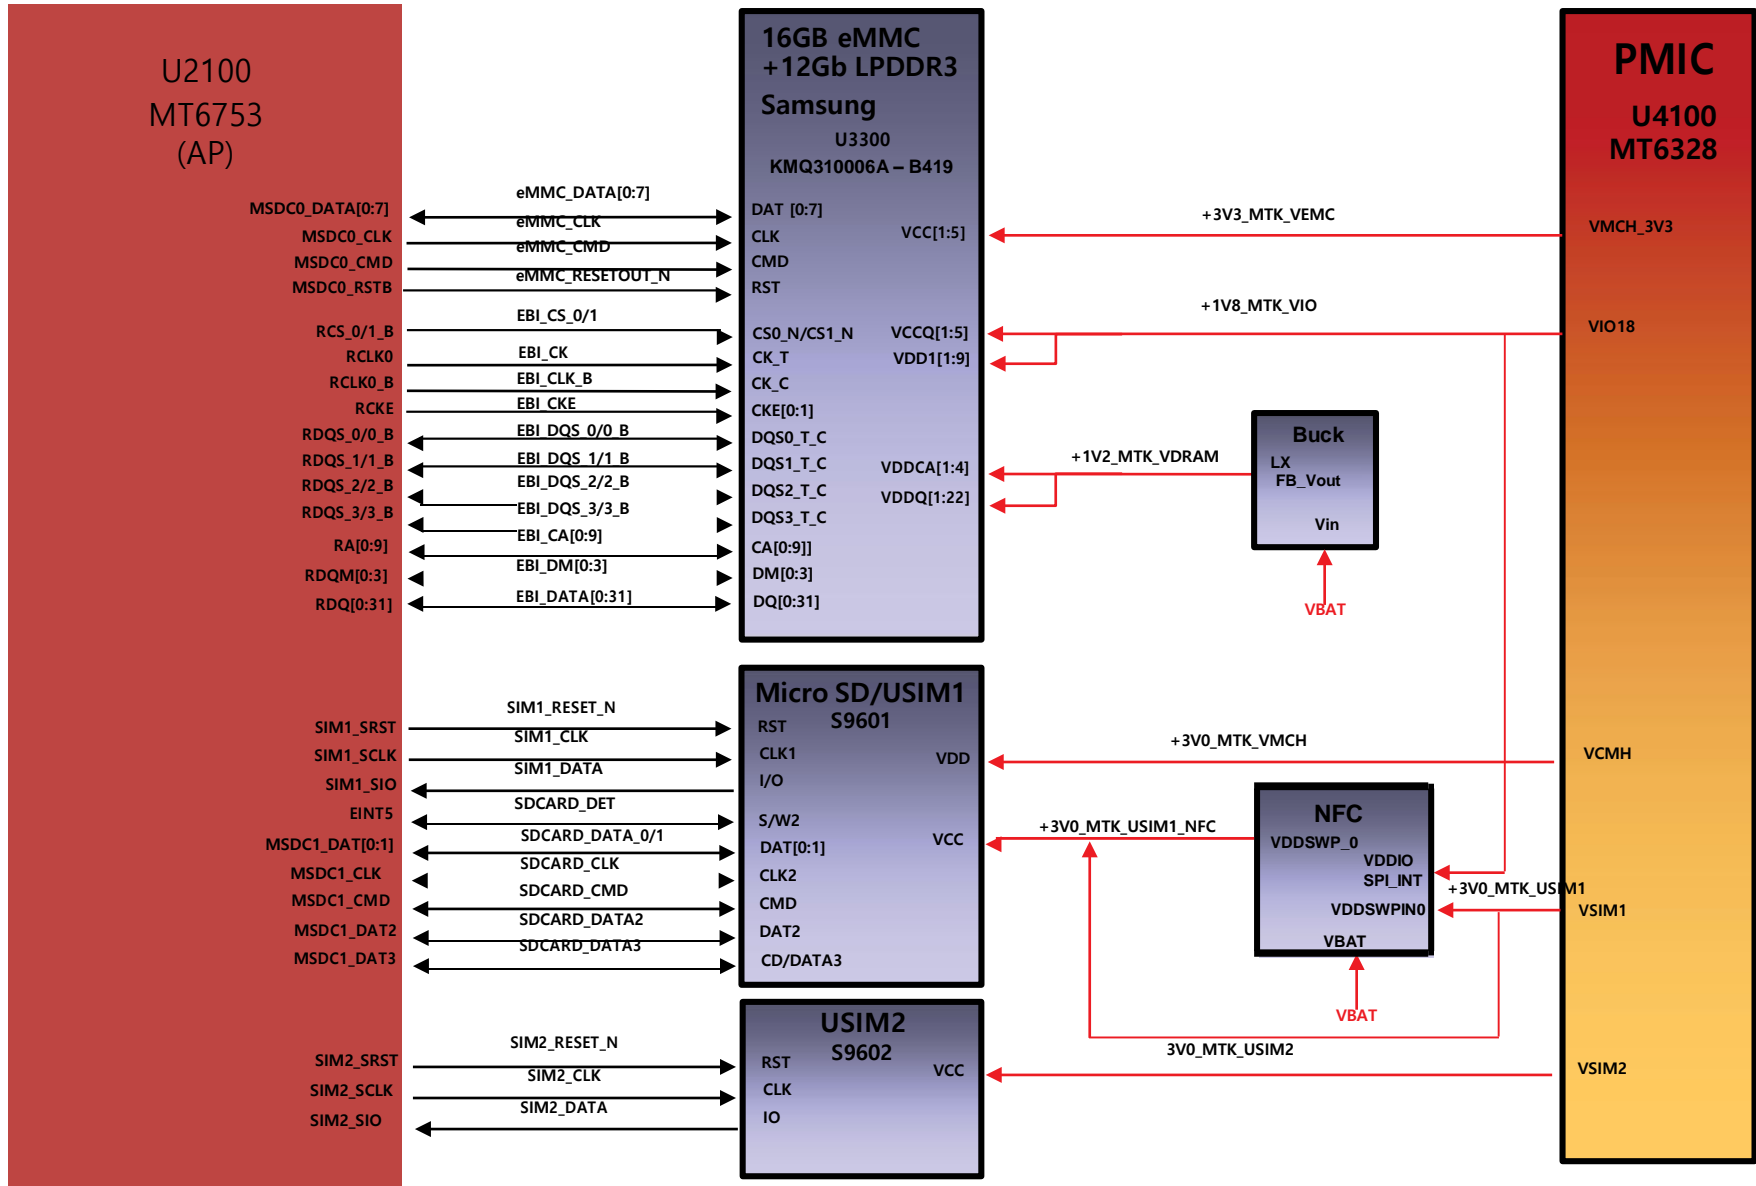 U2100
MT6753
(AP)
MSDC0_DATA[0:7]
MSDC0_CLK
MSDC0_CMD
MSDC0_RSTB
RCS_0/1_B
RCLK0
RCLK0_B
RCKE
RDQS_0/0_B
RDQS_1/1_B
RDQS_2/2_B
RDQS_3/3_B
RA[0:9]
RDQM[0:3]
RDQ[0:31]
SIM1_SRST
SIM1_SCLK
SIM1_SIO
EINT5
MSDC1_DAT[0:1]
MSDC1_CLK
MSDC1_CMD
MSDC1_DAT2
MSDC1_DAT3
SIM2_SRST
SIM2_SCLK
SIM2_SIO
eMMC_DATA[0:7]
eMMC_CLK
eMMC_CMD
eMMC_RESETOUT_N
EBI_CS_0/1
EBI_CK
EBI_CLK_B
EBI_CKE
EBI_DQS_0/0_B
EBI_DQS_1/1_B
EBI_DQS_2/2_B
EBI_DQS_3/3_B
EBI_CA[0:9]
EBI_DM[0:3]
EBI_DATA[0:31]
SIM1_RESET_N
SIM1_CLK
SIM1_DATA
SDCARD_DET
SDCARD_DATA_0/1
SDCARD_CLK
SDCARD_CMD
SDCARD_DATA2
SDCARD_DATA3
SIM2_RESET_N
SIM2_CLK
SIM2_DATA
16GB eMMC
+12Gb LPDDR3
Samsung
U3300
KMQ310006A – B419
DAT [0:7]
CLK
CMD
RST
CS0_N/CS1_N
CK_T
CK_C
CKE[0:1]
DQS0_T_C
DQS1_T_C
DQS2_T_C
DQS3_T_C
CA[0:9]]
DM[0:3]
DQ[0:31]
VCC[1:5]
VCCQ[1:5]
VDD1[1:9]
VDDCA[1:4]
VDDQ[1:22]
Micro SD/USIM1
S9601
RST
CLK1
I/O
S/W2
DAT[0:1]
CLK2
CMD
DAT2
CD/DATA3
VDD
VCC
USIM2
S9602
RST
CLK
IO
VCC
+3V3_MTK_VEMC
+1V8_MTK_VIO
+1V2_MTK_VDRAM
Buck
LX
FB_Vout
Vin
VBAT
+3V0_MTK_VMCH
+3V0_MTK_USIM1_NFC
NFC
VDDSWP_0
VDDIO
SPI_INT
VDDSWPIN0
VBAT
VBAT
+3V0_MTK_USIM1
3V0_MTK_USIM2
PMIC
U4100
MT6328
VMCH_3V3
VIO18
VCMH
VSIM1
VSIM2